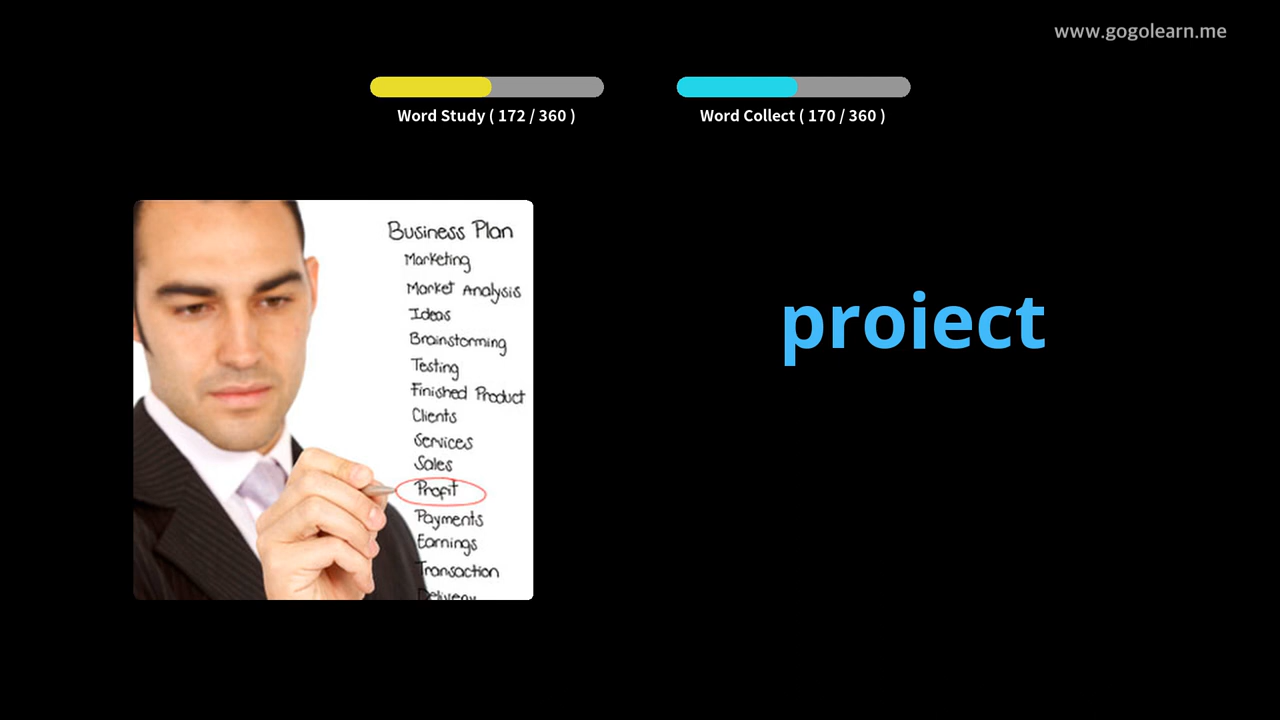 www.gogolearn.me
Word Study ( 172 / 360 )
Word Collect ( 170 / 360 )
Business Plan
Marketing
Market Analysis
Ideas
Brainstorming
Testing
Finished Product
Clients
Services
Sales
Profit
Payments
Earnings
Transaction
Delivery
proiect